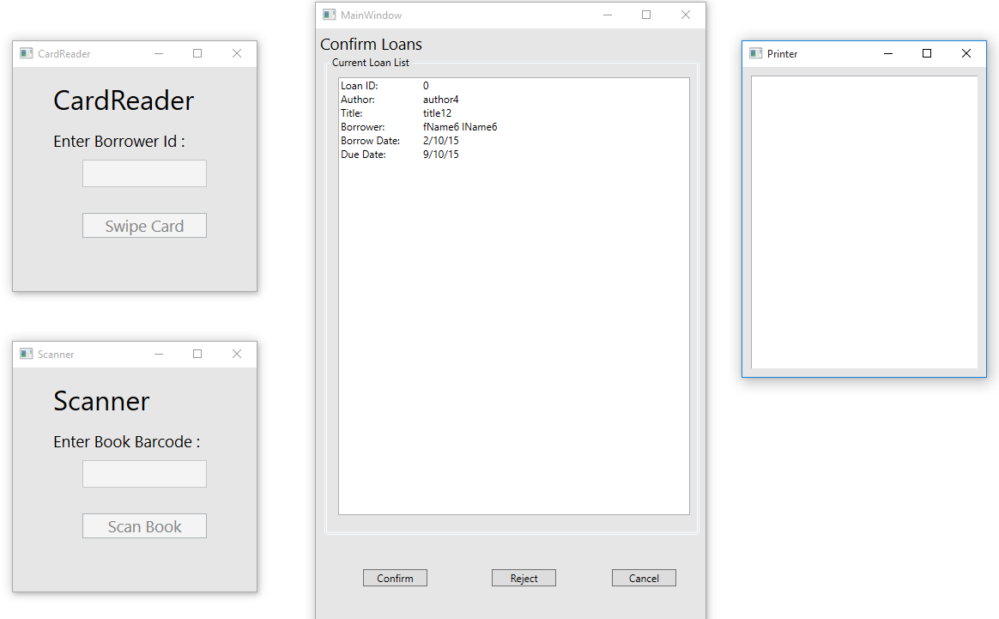 CardReader
CardReader
Enter Borrower Id :
Swipe Card
Scanner
Scanner
Enter Book Barcode :
Scan Book
MainWindow
Confirm Loans
Current Loan List
Loan ID: 0
Author: author4
Title: title12
Borrower: fName6 lName6
Borrow Date: 2/10/15
Due Date: 9/10/15
Confirm Reject Cancel
Printer